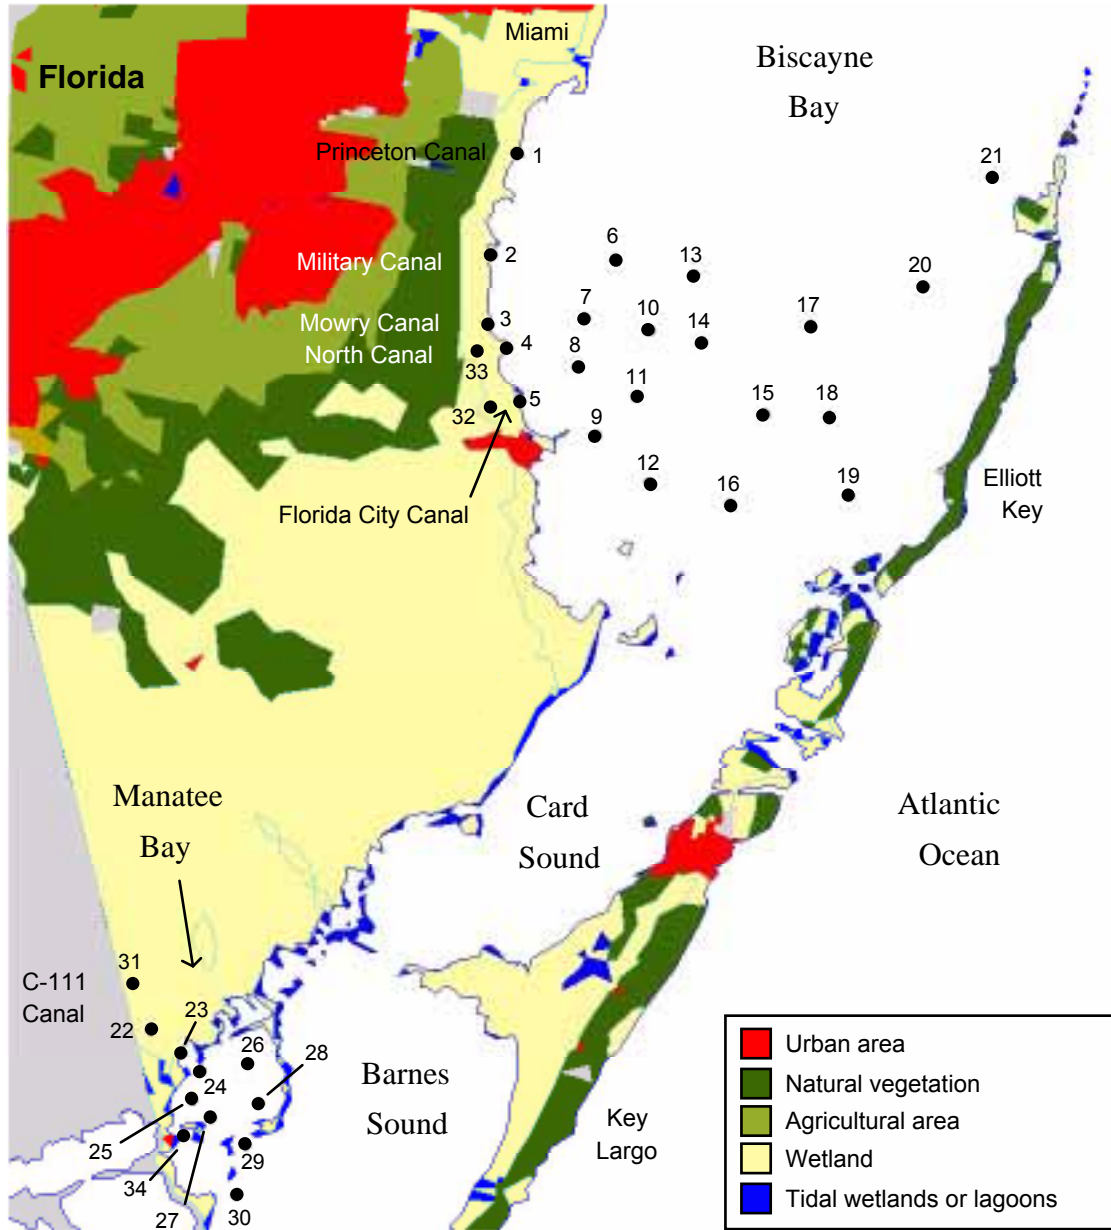 Miami
Biscayne
Bay
Florida
Princeton Canal
1
21
Military Canal
2
6
13
20
Mowry Canal
3
7
10
14
17
North Canal
4
33
8
11
5
32
9
15
18
12
16
19
Florida City Canal
Elliott
Key
Manatee
Bay
Card
Sound
Atlantic
Ocean
31
C-111
Canal
22
23
26
28
24
Barnes
Sound
25
34
27
29
30
Key
Largo
Urban area
Natural vegetation
Agricultural area
Wetland
Tidal wetlands or lagoons